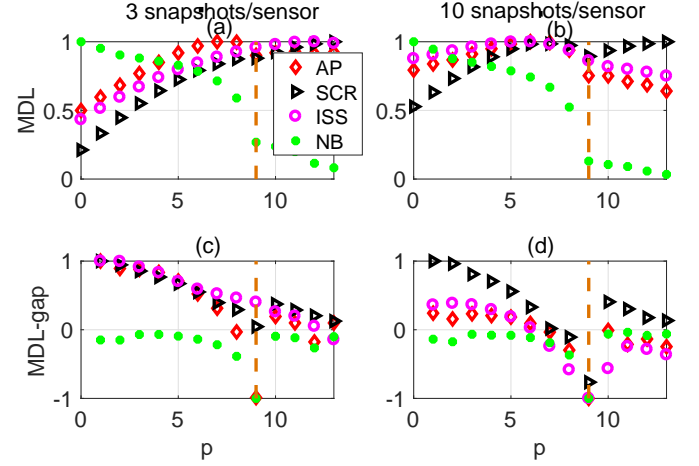 3 snapshots/sensor
10 snapshots/sensor
(a)
(b)
MDL
1
0.5
0
0
5
10
AP
SCR
ISS
NB
1
0.5
0
0
5
10
(c)
(d)
MDL-gap
1
0
-1
0
5
10
p
1
0
-1
0
5
10
p